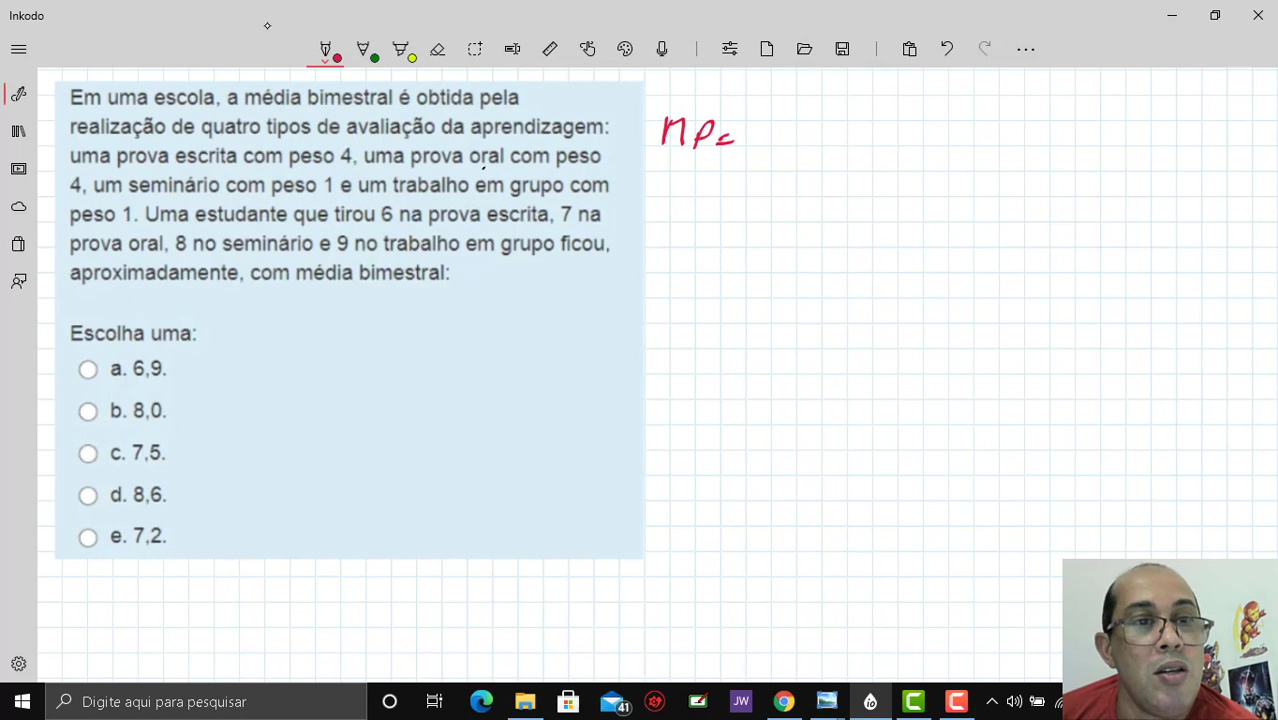 Inkodo
Em uma escola, a média bimestral é obtida pela
realização de quatro tipos de avaliação da aprendizagem:
uma prova escrita com peso 4, uma prova oral com peso
4, um seminário com peso 1 e um trabalho em grupo com
peso 1. Uma estudante que tirou 6 na prova escrita, 7 na
prova oral, 8 no seminário e 9 no trabalho em grupo ficou,
aproximadamente, com média bimestral:
Escolha uma:
a. 6,9.
b. 8,0.
c. 7,5.
d. 8,6.
e. 7,2.
MP=
Digite aqui para pesquisar
41
JW